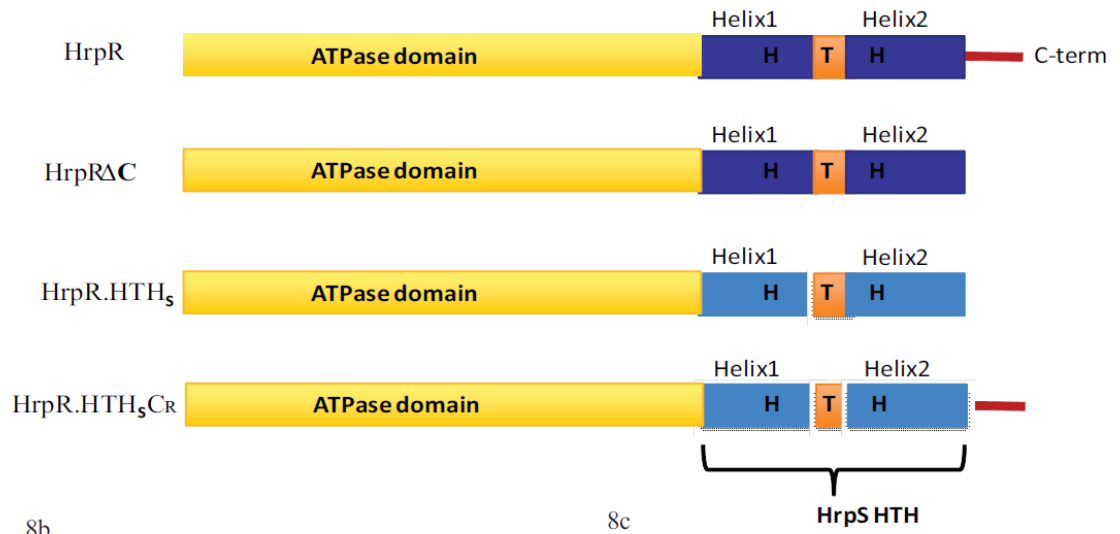 Helix1 Helix2
HrpR ATPase domain H T H C-term
Helix1 Helix2
HrpRΔC ATPase domain H T H
Helix1 Helix2
HrpR.HTHS ATPase domain H T H
Helix1 Helix2
HrpR.HTHSCR ATPase domain H T H
HrpS HTH
8b 8c